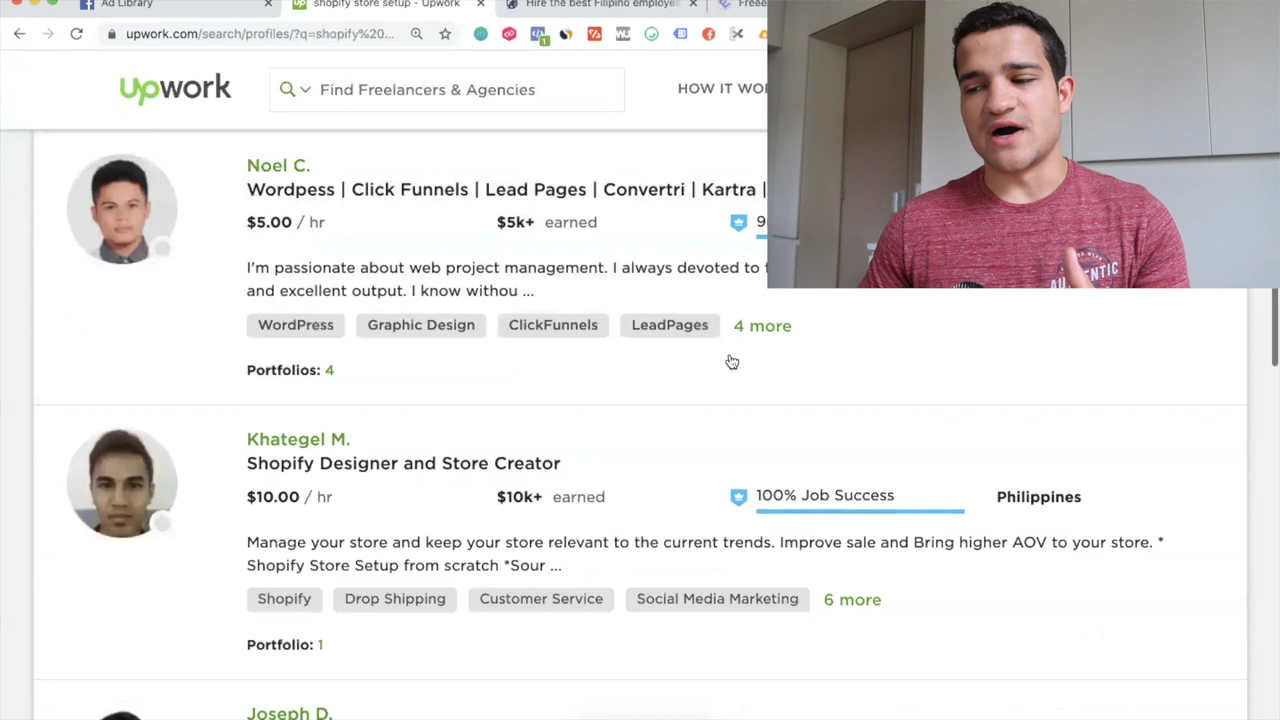 Ad Library
shopify store setup - Upwork
Hire the best Filipino employe
Freee
upwork.com/search/profiles/?q=shopify%20...
1
upwork
Find Freelancers & Agencies
HOW IT WOR
Noel C.
Wordpess | Click Funnels | Lead Pages | Convertri | Kartra |
$5.00 / hr
$5k+ earned
9
I'm passionate about web project management. I always devoted to
and excellent output. I know withou ...
WordPress
Graphic Design
ClickFunnels
LeadPages
4 more
Portfolios: 4
AUTHENTIC
Khategel M.
Shopify Designer and Store Creator
$10.00 / hr
$10k+ earned
100% Job Success
Philippines
Manage your store and keep your store relevant to the current trends. Improve sale and Bring higher AOV to your store. *
Shopify Store Setup from scratch *Sour ...
Shopify
Drop Shipping
Customer Service
Social Media Marketing
6 more
Portfolio: 1
Joseph D.